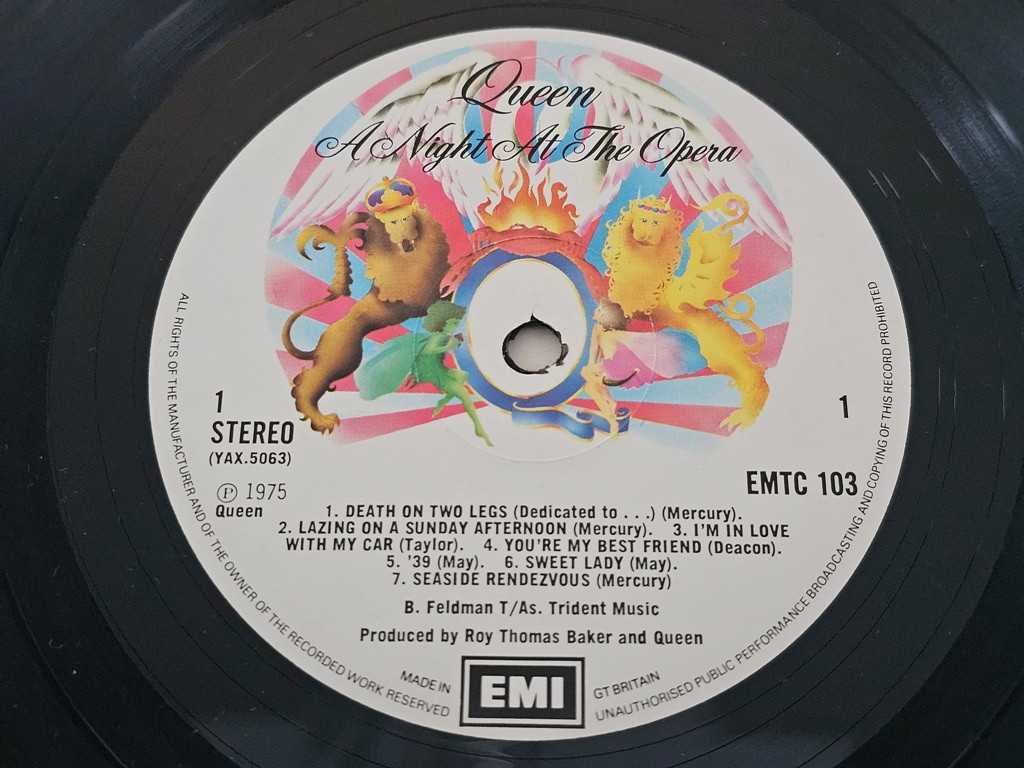 Queen
A Night At The Opera
1
STEREO
(YAX.5063)
Ⓟ 1975
Queen
1
EMTC 103
1. DEATH ON TWO LEGS (Dedicated to . . .) (Mercury).
2. LAZING ON A SUNDAY AFTERNOON (Mercury). 3. I'M IN LOVE
WITH MY CAR (Taylor). 4. YOU'RE MY BEST FRIEND (Deacon).
5. '39 (May). 6. SWEET LADY (May).
7. SEASIDE RENDEZVOUS (Mercury)
B. Feldman T/As. Trident Music
Produced by Roy Thomas Baker and Queen
MADE IN
EMI
GT BRITAIN
ALL RIGHTS OF THE MANUFACTURER AND OF THE OWNER OF THE RECORDED WORK RESERVED
UNAUTHORISED PUBLIC PERFORMANCE BROADCASTING AND COPYING OF THIS RECORD PROHIBITED